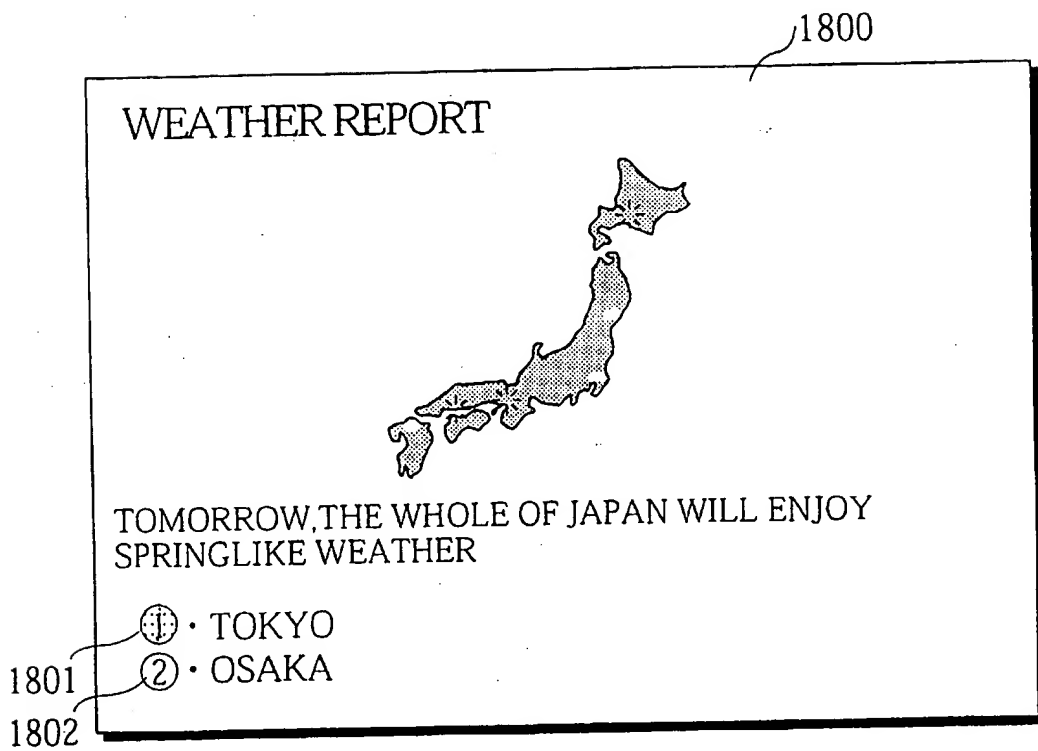 1800
WEATHER REPORT
TOMORROW,THE WHOLE OF JAPAN WILL ENJOY
SPRINGLIKE WEATHER
1 · TOKYO
2 · OSAKA
1801
1802